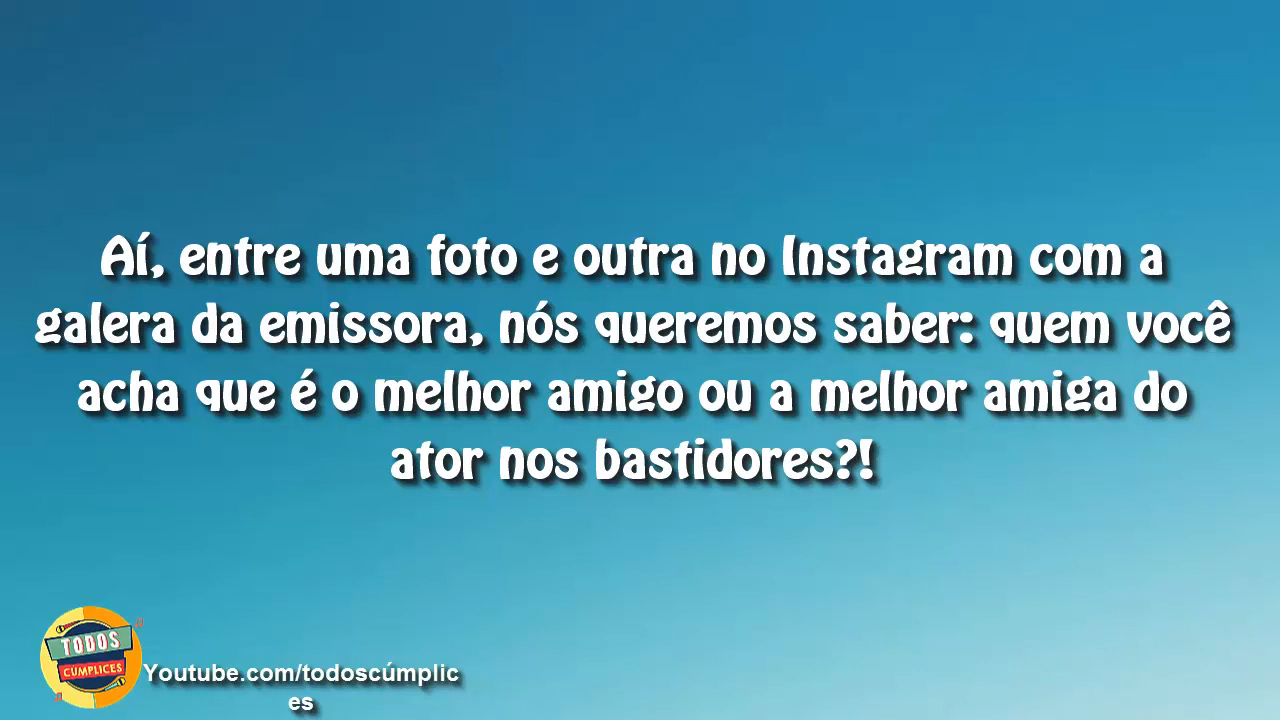 Aí, entre uma foto e outra no Instagram com a
galera da emissora, nós queremos saber: quem você
acha que é o melhor amigo ou a melhor amiga do
ator nos bastidores?!
TODOS
CÚMPLICES
Youtube.com/todoscúmplic
es